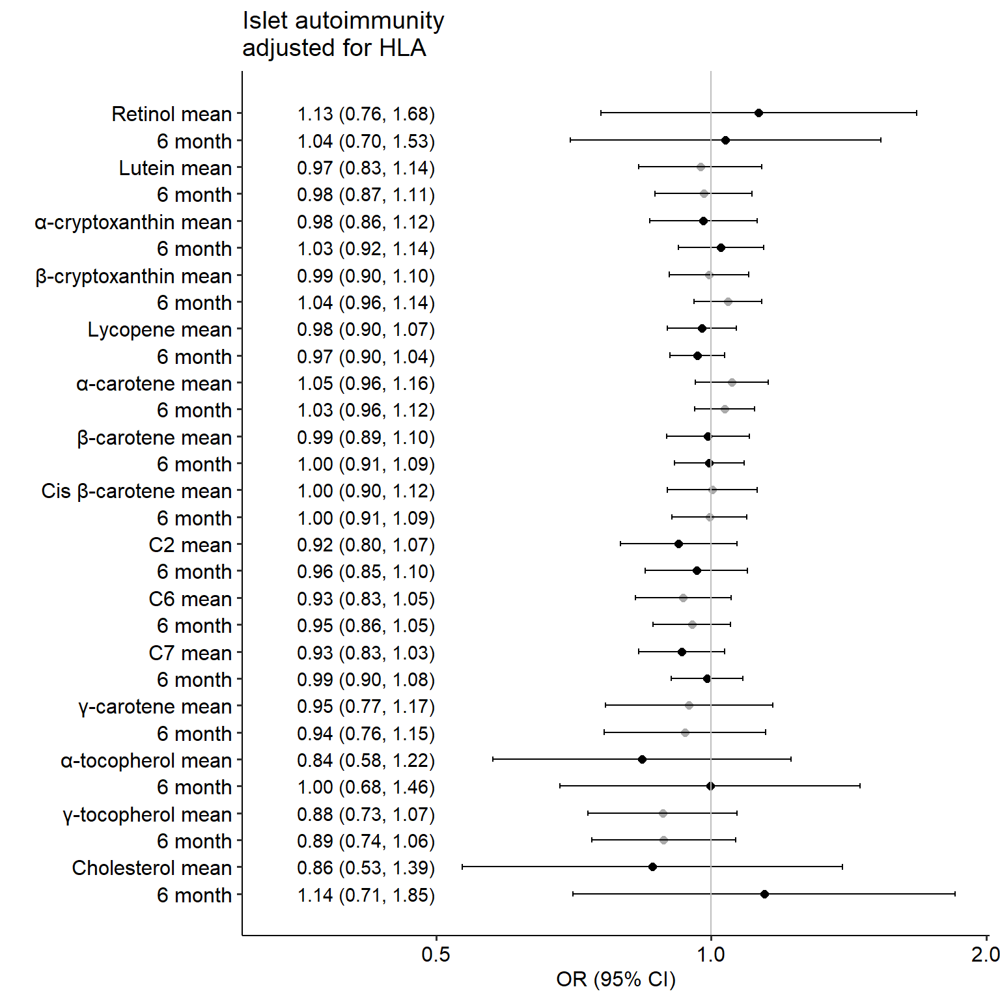 Islet autoimmunity
adjusted for HLA
Retinol mean 1.13 (0.76, 1.68)
6 month 1.04 (0.70, 1.53)
Lutein mean 0.97 (0.83, 1.14)
6 month 0.98 (0.87, 1.11)
α-cryptoxanthin mean 0.98 (0.86, 1.12)
6 month 1.03 (0.92, 1.14)
β-cryptoxanthin mean 0.99 (0.90, 1.10)
6 month 1.04 (0.96, 1.14)
Lycopene mean 0.98 (0.90, 1.07)
6 month 0.97 (0.90, 1.04)
α-carotene mean 1.05 (0.96, 1.16)
6 month 1.03 (0.96, 1.12)
β-carotene mean 0.99 (0.89, 1.10)
6 month 1.00 (0.91, 1.09)
Cis β-carotene mean 1.00 (0.90, 1.12)
6 month 1.00 (0.91, 1.09)
C2 mean 0.92 (0.80, 1.07)
6 month 0.96 (0.85, 1.10)
C6 mean 0.93 (0.83, 1.05)
6 month 0.95 (0.86, 1.05)
C7 mean 0.93 (0.83, 1.03)
6 month 0.99 (0.90, 1.08)
γ-carotene mean 0.95 (0.77, 1.17)
6 month 0.94 (0.76, 1.15)
α-tocopherol mean 0.84 (0.58, 1.22)
6 month 1.00 (0.68, 1.46)
γ-tocopherol mean 0.88 (0.73, 1.07)
6 month 0.89 (0.74, 1.06)
Cholesterol mean 0.86 (0.53, 1.39)
6 month 1.14 (0.71, 1.85)
0.5 1.0 2.0
OR (95% CI)